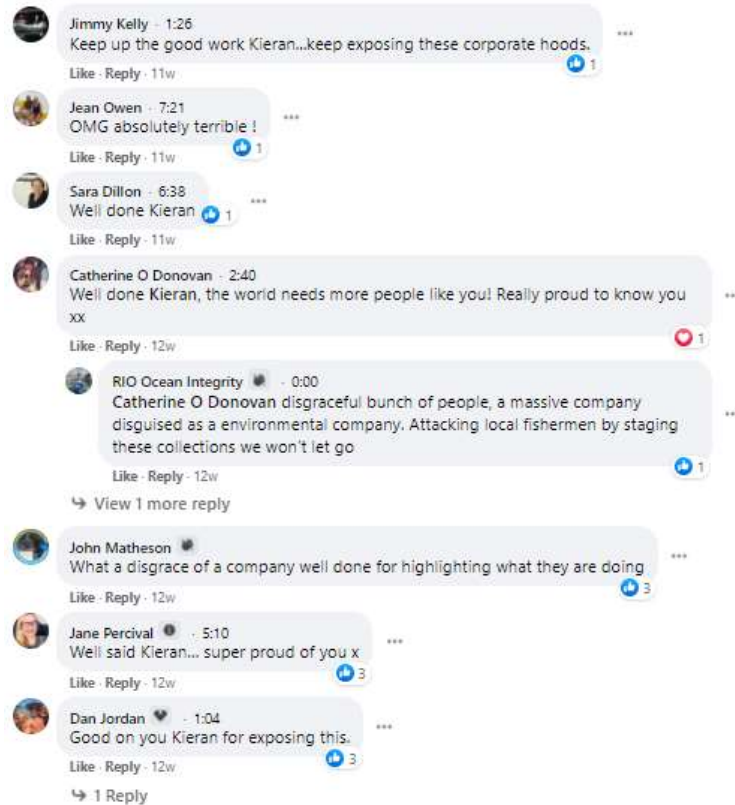 Jimmy Kelly · 1:26
Keep up the good work Kieran...keep exposing these corporate hoods.
1
Like · Reply · 11w
Jean Owen · 7:21
OMG absolutely terrible !
1
Like · Reply · 11w
Sara Dillon · 6:38
Well done Kieran
1
Like · Reply · 11w
Catherine O Donovan · 2:40
Well done Kieran, the world needs more people like you! Really proud to know you
xx
1
Like · Reply · 12w
RIO Ocean Integrity · 0:00
Catherine O Donovan disgraceful bunch of people, a massive company
disguised as a environmental company. Attacking local fishermen by staging
these collections we won't let go
1
Like · Reply · 12w
View 1 more reply
John Matheson
What a disgrace of a company well done for highlighting what they are doing
3
Like · Reply · 12w
Jane Percival · 5:10
Well said Kieran... super proud of you x
3
Like · Reply · 12w
Dan Jordan · 1:04
Good on you Kieran for exposing this.
3
Like · Reply · 12w
1 Reply